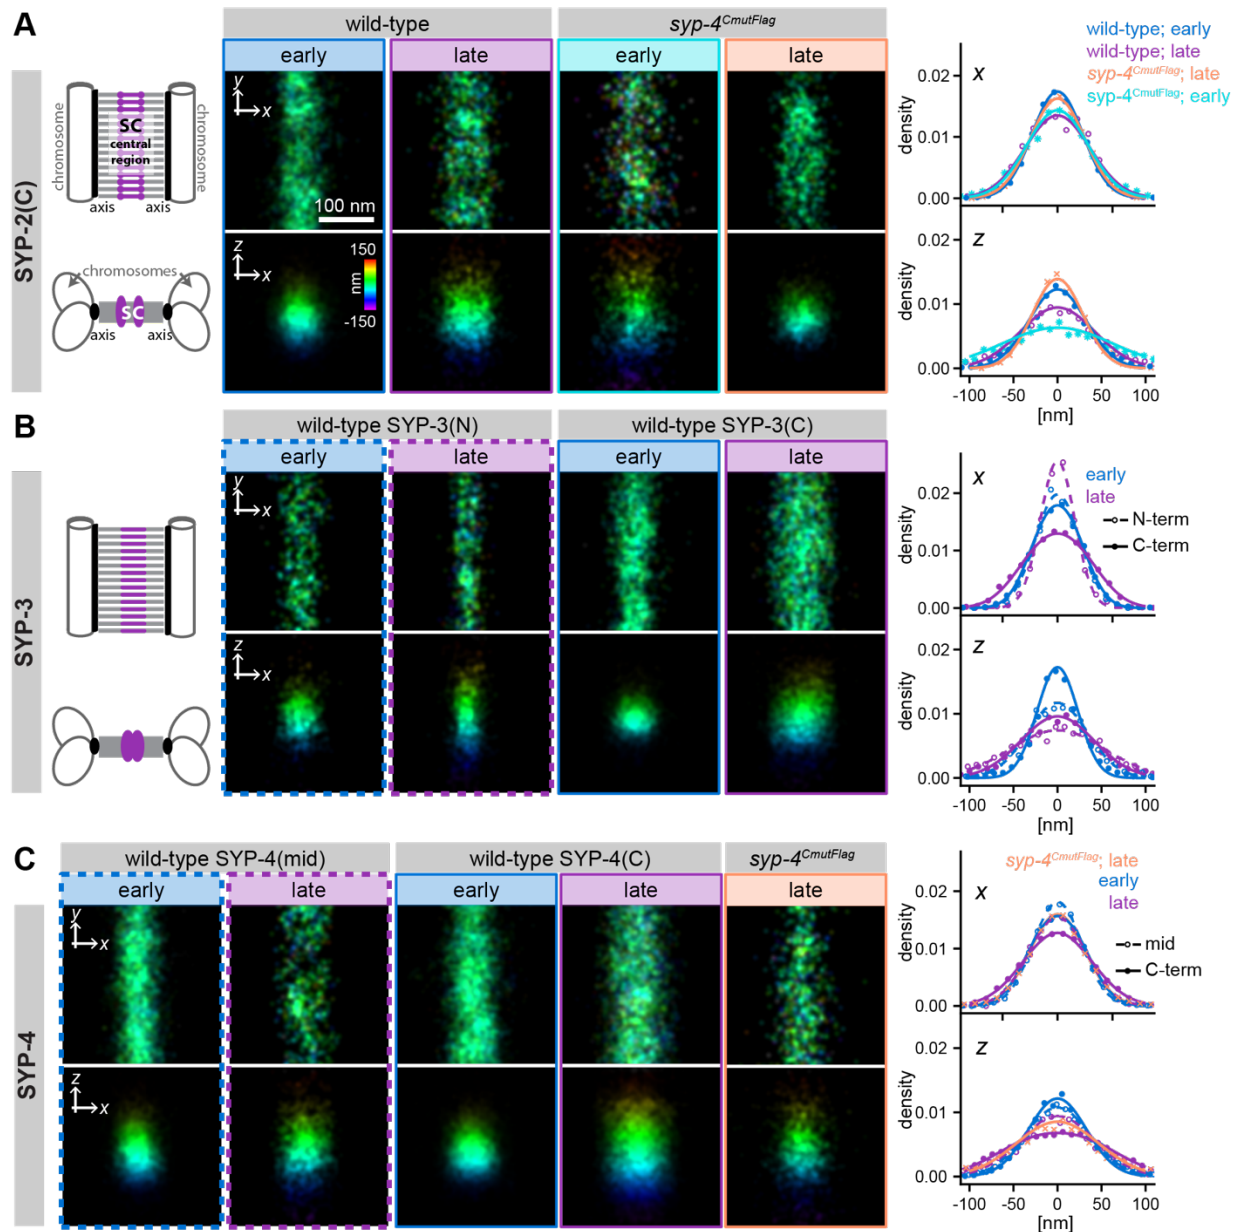 A
wild-type
syp-4CmutFlag
early
late
early
late
SYP-2(C)
chromosome
SC
central
region
chromosome
axis
axis
chromosomes
SC
axis
axis
y
x
100 nm
z
x
150
nm
-150
wild-type; early
wild-type; late
syp-4CmutFlag; late
syp-4CmutFlag; early
x
0.02
0.01
0.00
density
z
0.02
0.01
0.00
density
-100 -50 0 50 100
[nm]
B
wild-type SYP-3(N)
wild-type SYP-3(C)
early
late
early
late
SYP-3
y
x
z
x
x
early
late
N-term
C-term
0.02
0.01
0.00
density
z
0.02
0.01
0.00
density
-100 -50 0 50 100
[nm]
C
wild-type SYP-4(mid)
wild-type SYP-4(C)
syp-4CmutFlag
early
late
early
late
late
SYP-4
y
x
z
x
syp-4CmutFlag; late
early
late
x
mid
C-term
0.02
0.01
0.00
density
z
0.02
0.01
0.00
density
-100 -50 0 50 100
[nm]